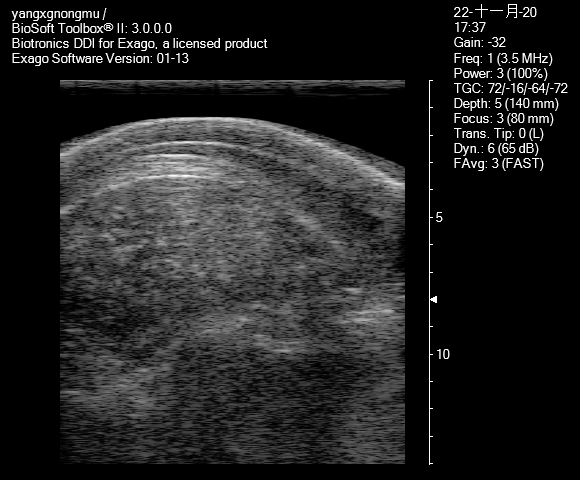 yangxgnongmu /
BioSoft Toolbox® II: 3.0.0.0
Biotronics DDI for Exago, a licensed product
Exago Software Version: 01-13
22-十一月-20
17:37
Gain: -32
Freq: 1 (3.5 MHz)
Power: 3 (100%)
TGC: 72/-16/-64/-72
Depth: 5 (140 mm)
Focus: 3 (80 mm)
Trans. Tip: 0 (L)
Dyn.: 6 (65 dB)
FAvg: 3 (FAST)
5
10